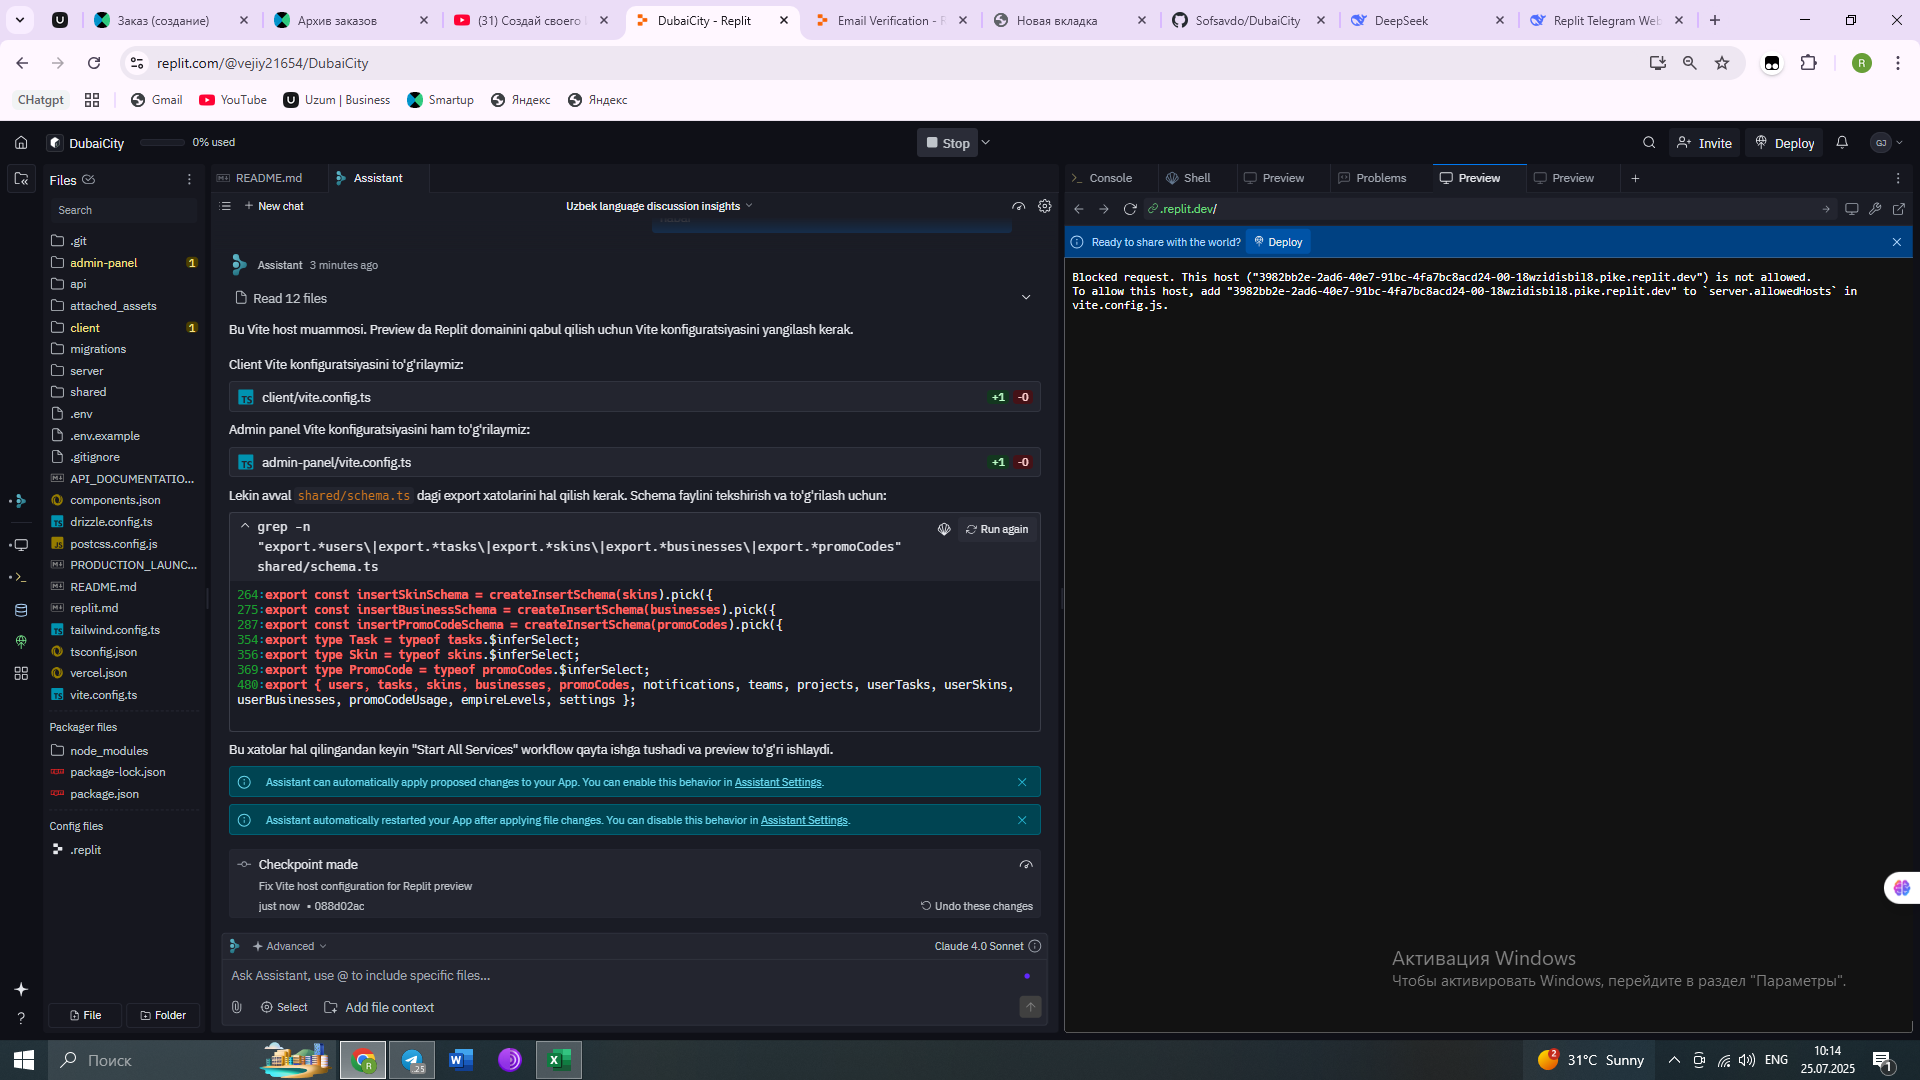 Заказ (создание)
Архив заказов
(31) Создай своего
DubaiCity - Replit
Email Verification - R
Новая вкладка
Sofsavdo/DubaiCity
DeepSeek
Replit Telegram Web
replit.com/@vejiy21654/DubaiCity
R
CHatgpt
Gmail
YouTube
Uzum | Business
Smartup
Яндекс
Яндекс
DubaiCity
0% used
Stop
Invite
Deploy
GJ
Files
Search
.git
admin-panel 1
api
attached_assets
client 1
migrations
server
shared
.env
.env.example
.gitignore
API_DOCUMENTATIO...
components.json
drizzle.config.ts
postcss.config.js
PRODUCTION_LAUNC...
README.md
replit.md
tailwind.config.ts
tsconfig.json
vercel.json
vite.config.ts
Packager files
node_modules
package-lock.json
package.json
Config files
.replit
File
Folder
README.md
Assistant
New chat
Uzbek language discussion insights
Assistant 3 minutes ago
Read 12 files
Bu Vite host muammosi. Preview da Replit domainini qabul qilish uchun Vite konfiguratsiyasini yangilash kerak.
Client Vite konfiguratsiyasini to'g'rilaymiz:
client/vite.config.ts +1 -0
Admin panel Vite konfiguratsiyasini ham to'g'rilaymiz:
admin-panel/vite.config.ts +1 -0
Lekin avval shared/schema.ts dagi export xatolarini hal qilish kerak. Schema faylini tekshirish va to'g'rilash uchun:
grep -n
"export.*users\|export.*tasks\|export.*skins\|export.*businesses\|export.*promoCodes"
shared/schema.ts
Run again
264:export const insertSkinSchema = createInsertSchema(skins).pick({
275:export const insertBusinessSchema = createInsertSchema(businesses).pick({
287:export const insertPromoCodeSchema = createInsertSchema(promoCodes).pick({
354:export type Task = typeof tasks.$inferSelect;
356:export type Skin = typeof skins.$inferSelect;
369:export type PromoCode = typeof promoCodes.$inferSelect;
480:export { users, tasks, skins, businesses, promoCodes, notifications, teams, projects, userTasks, userSkins,
userBusinesses, promoCodeUsage, empireLevels, settings };
Bu xatolar hal qilingandan keyin "Start All Services" workflow qayta ishga tushadi va preview to'g'ri ishlaydi.
Assistant can automatically apply proposed changes to your App. You can enable this behavior in Assistant Settings.
Assistant automatically restarted your App after applying file changes. You can disable this behavior in Assistant Settings.
Checkpoint made
Fix Vite host configuration for Replit preview
just now • 088d02ac
Undo these changes
Advanced
Claude 4.0 Sonnet
Ask Assistant, use @ to include specific files...
Select
Add file context
Console
Shell
Preview
Problems
Preview
Preview
.replit.dev/
Ready to share with the world?
Deploy
Blocked request. This host ("3982bb2e-2ad6-40e7-91bc-4fa7bc8acd24-00-18wzidisbil8.pike.replit.dev") is not allowed.
To allow this host, add "3982bb2e-2ad6-40e7-91bc-4fa7bc8acd24-00-18wzidisbil8.pike.replit.dev" to `server.allowedHosts` in
vite.config.js.
Активация Windows
Чтобы активировать Windows, перейдите в раздел "Параметры".
Поиск
.25
2
31°C Sunny
ENG
10:14
25.07.2025
1